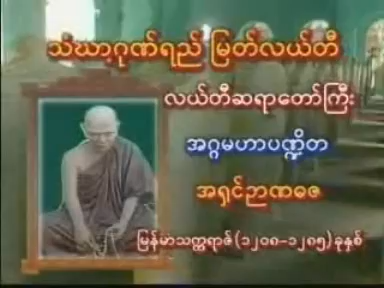 သံဃာ့ဂုဏ်ရည် မြတ်လယ်တီ
လယ်တီဆရာတော်ကြီး
အဂ္ဂမဟာပဏ္ဍိတ
အရှင်ဉာဏဓဇ
မြန်မာသက္ကရာဇ်(၁၂၀၈-၁၂၈၅)ခုနှစ်